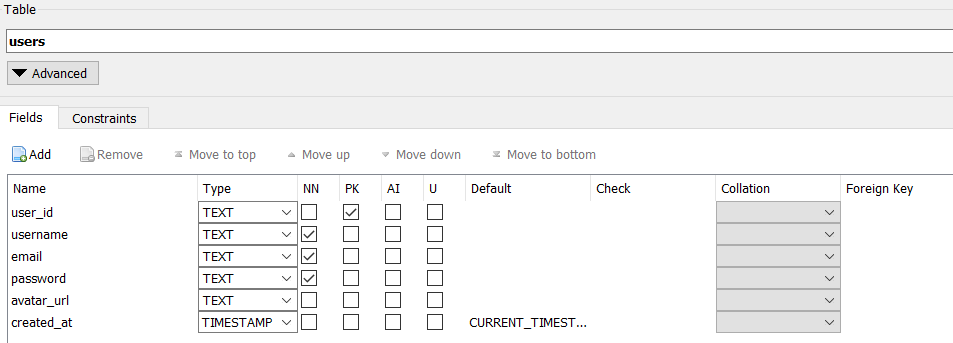 Table
users
Advanced
Fields Constraints
Add Remove Move to top Move up Move down Move to bottom
Name Type NN PK AI U Default Check Collation Foreign Key
user_id TEXT
username TEXT
email TEXT
password TEXT
avatar_url TEXT
created_at TIMESTAMP CURRENT_TIMEST...